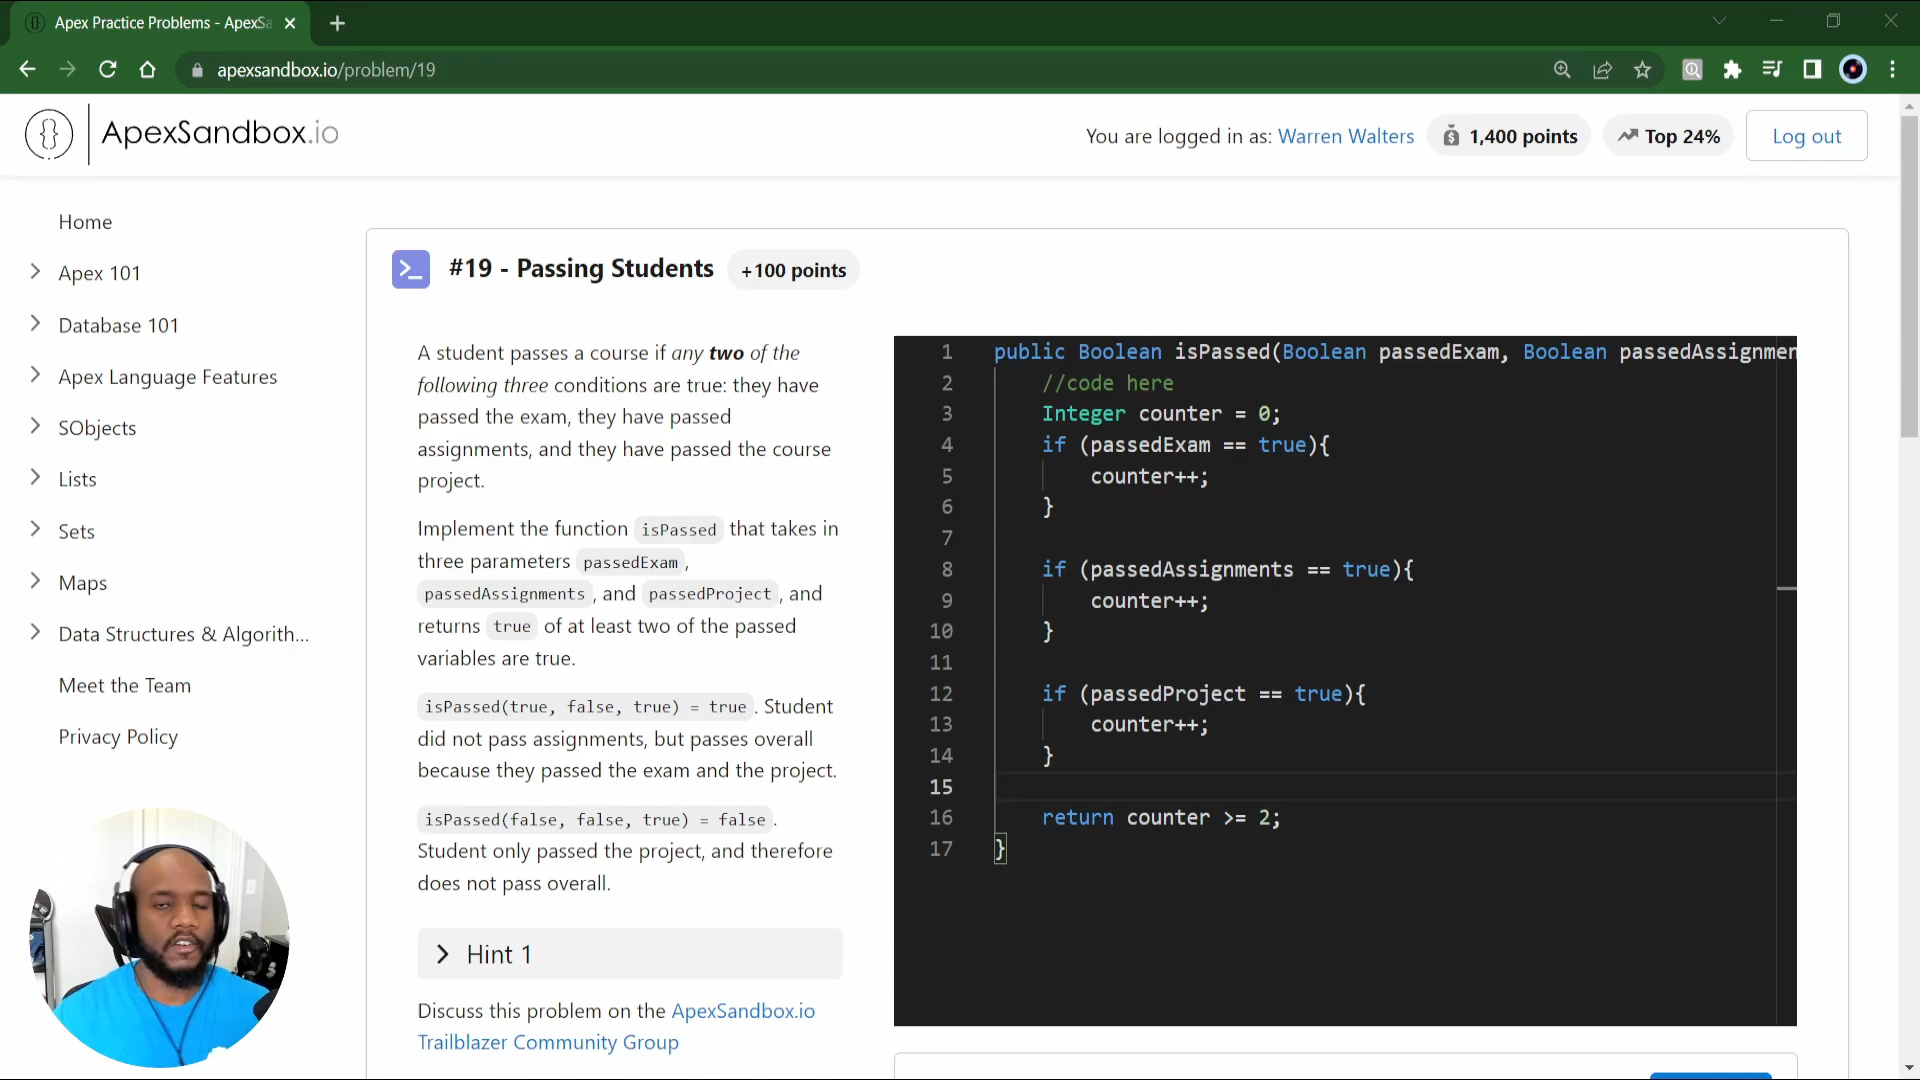 Apex Practice Problems - ApexSa
apexsandbox.io/problem/19
{} ApexSandbox.io
You are logged in as: Warren Walters
1,400 points
Top 24%
Log out
Home
Apex 101
Database 101
Apex Language Features
SObjects
Lists
Sets
Maps
Data Structures & Algorith...
Meet the Team
Privacy Policy
#19 - Passing Students
+100 points
A student passes a course if any two of the
following three conditions are true: they have
passed the exam, they have passed
assignments, and they have passed the course
project.
Implement the function isPassed that takes in
three parameters passedExam,
passedAssignments, and passedProject, and
returns true of at least two of the passed
variables are true.
isPassed(true, false, true) = true. Student
did not pass assignments, but passes overall
because they passed the exam and the project.
isPassed(false, false, true) = false.
Student only passed the project, and therefore
does not pass overall.
Hint 1
Discuss this problem on the ApexSandbox.io
Trailblazer Community Group
1 public Boolean isPassed(Boolean passedExam, Boolean passedAssignmen
2 //code here
3 Integer counter = 0;
4 if (passedExam == true){
5 counter++;
6 }
7
8 if (passedAssignments == true){
9 counter++;
10 }
11
12 if (passedProject == true){
13 counter++;
14 }
15
16 return counter >= 2;
17 }